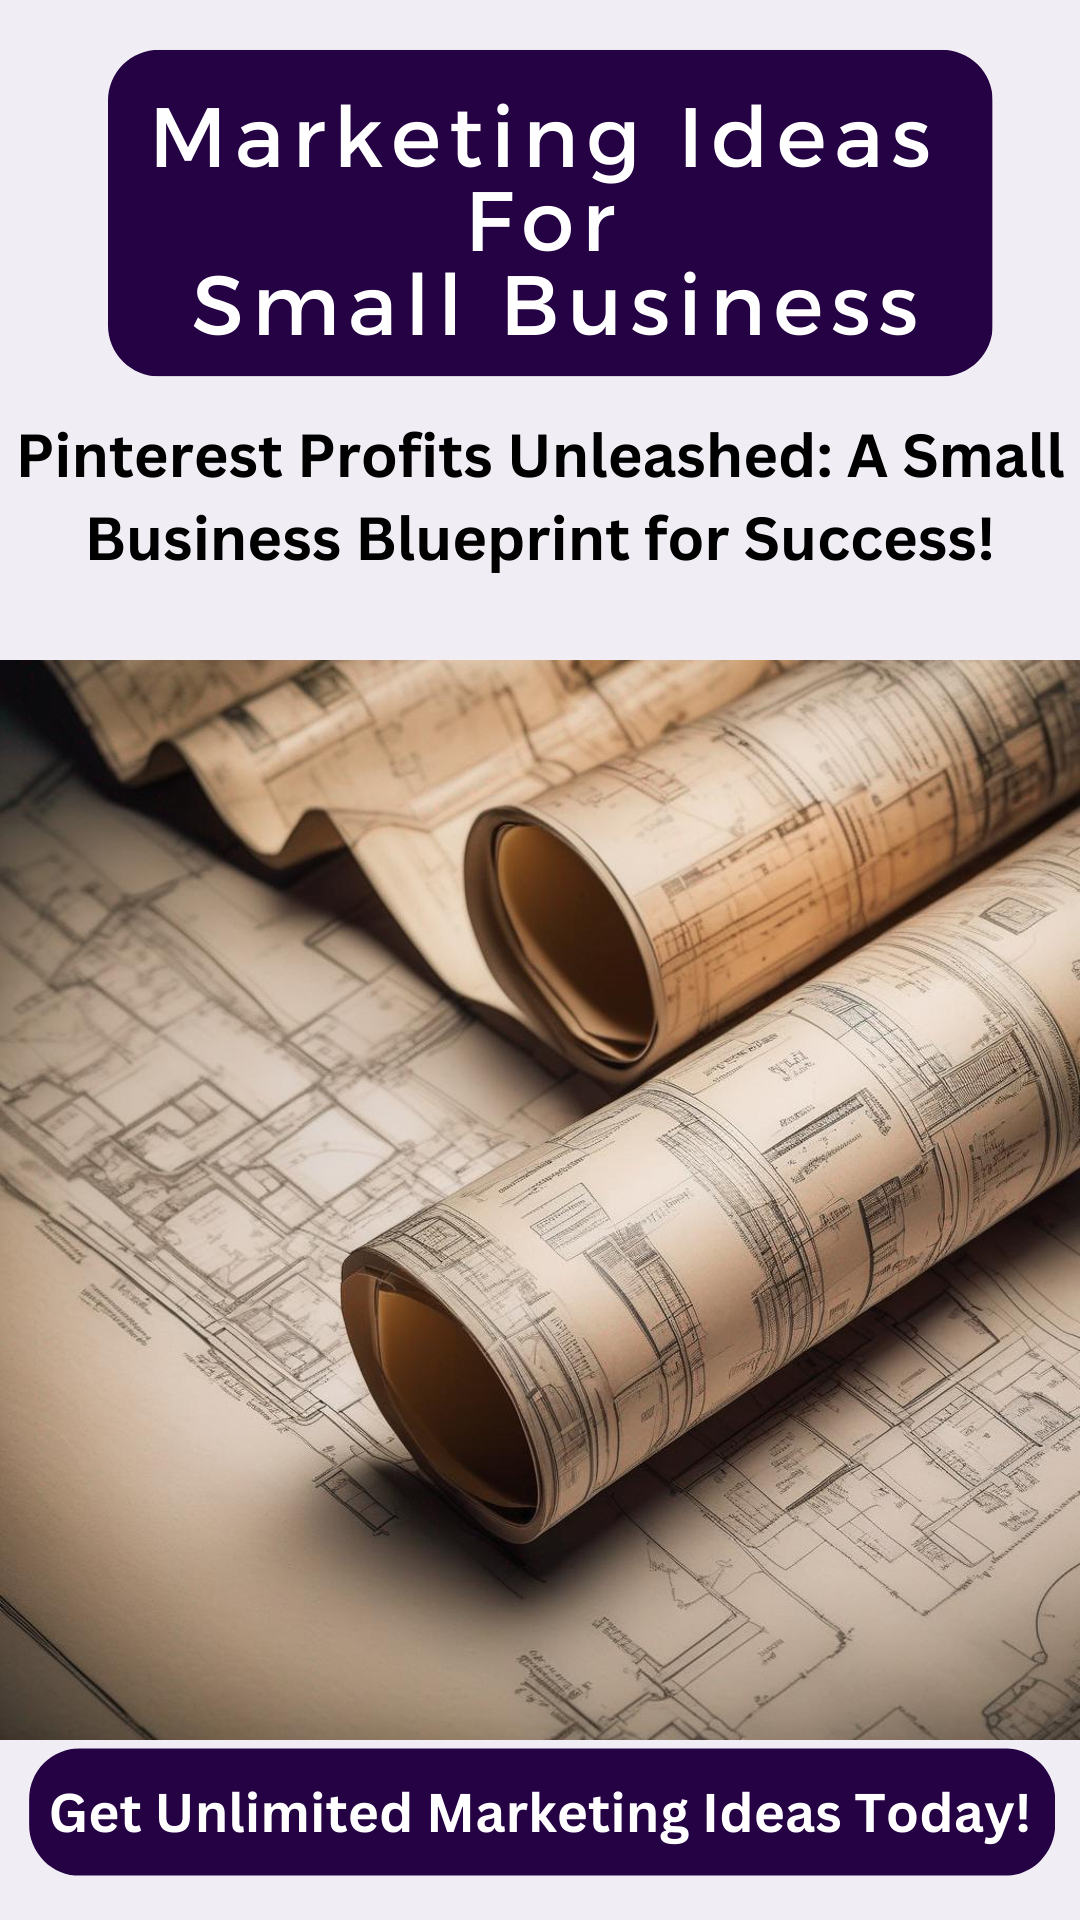 Marketing Ideas
For
Small Business
Pinterest Profits Unleashed: A Small
Business Blueprint for Success!
Get Unlimited Marketing Ideas Today!